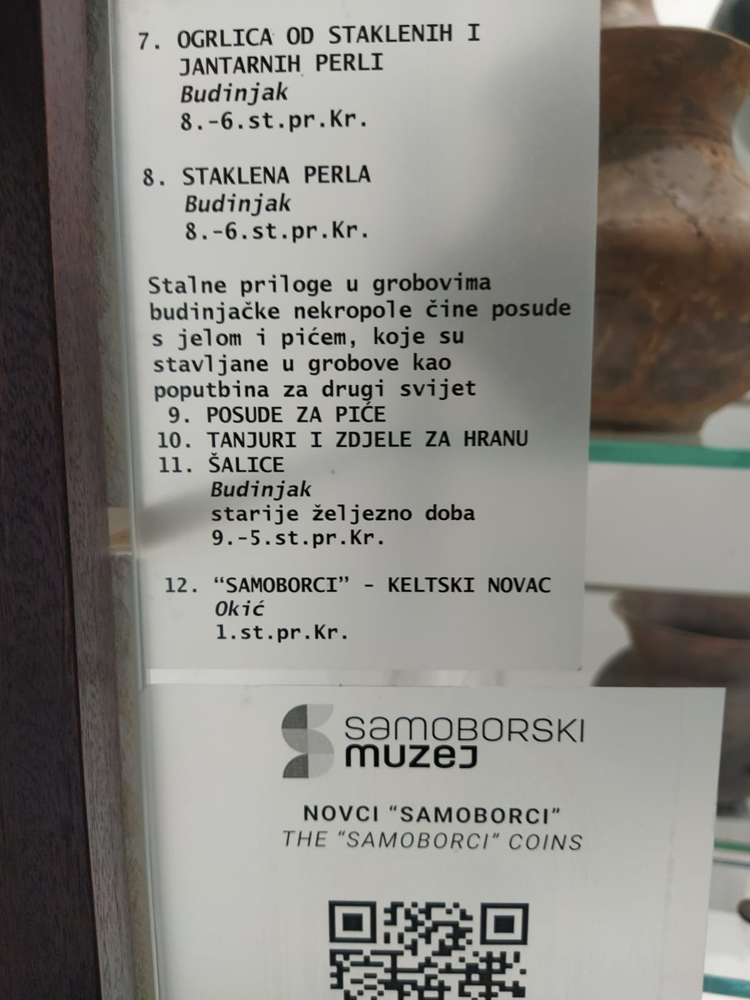 7. OGRLICA OD STAKLENIH I
JANTARNIH PERLI
Budinjak
8.-6.st.pr.Kr.
8. STAKLENA PERLA
Budinjak
8.-6.st.pr.Kr.
Stalne priloge u grobovima
budinjačke nekropole čine posude
s jelom i pićem, koje su
stavljane u grobove kao
poputbina za drugi svijet
9. POSUDE ZA PIĆE
10. TANJURI I ZDJELE ZA HRANU
11. ŠALICE
Budinjak
starije željezno doba
9.-5.st.pr.Kr.
12. “SAMOBORCI” - KELTSKI NOVAC
Okić
1.st.pr.Kr.
SAMOBORSKI
muzej
NOVCI “SAMOBORCI”
THE “SAMOBORCI” COINS